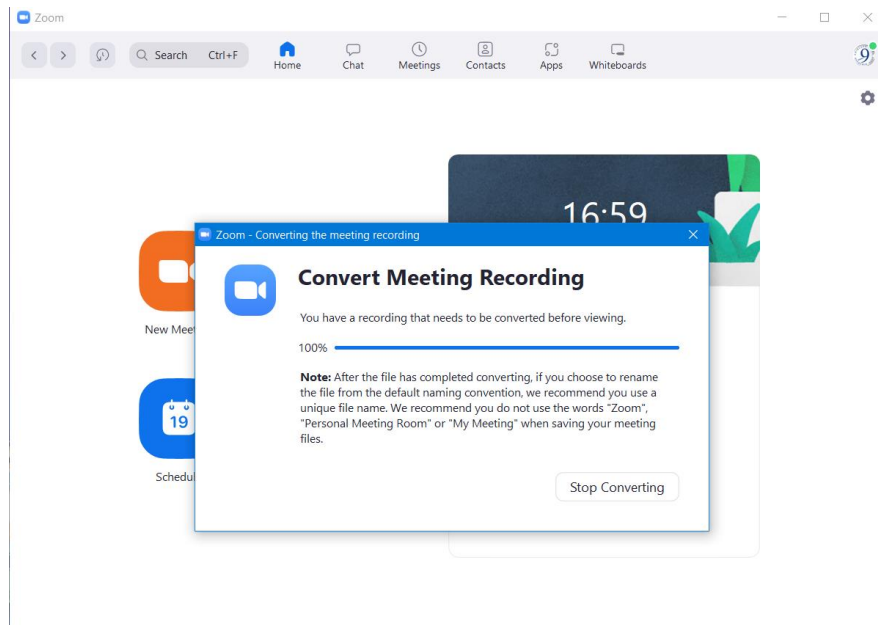 Zoom
Search Ctrl+F
Home
Chat
Meetings
Contacts
Apps
Whiteboards
9
16:59
Zoom - Converting the meeting recording
Convert Meeting Recording
You have a recording that needs to be converted before viewing.
100%
Note: After the file has completed converting, if you choose to rename
the file from the default naming convention, we recommend you use a
unique file name. We recommend you do not use the words "Zoom",
"Personal Meeting Room" or "My Meeting" when saving your meeting
files.
Stop Converting
New Meet
19
Schedul